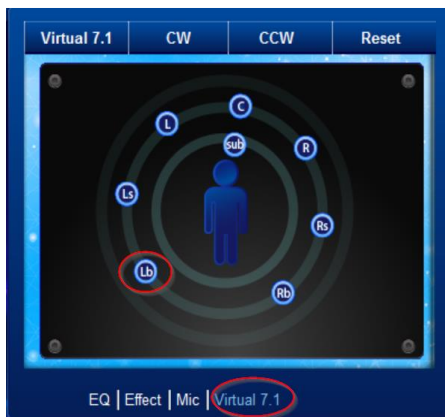 Virtual 7.1 CW CCW Reset
C
L
sub
R
Ls
Rs
Lb
Rb
EQ | Effect | Mic | Virtual 7.1